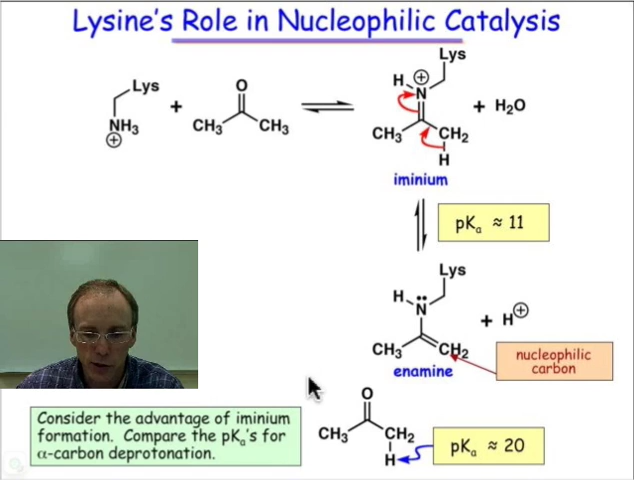 Lysine's Role in Nucleophilic Catalysis
Lys
NH3
⊕
+
O
CH3
CH3
Lys
H
⊕
N
CH3
CH2
H
+ H2O
iminium
pKa ≈ 11
Lys
H
N
CH3
CH2
+ H⊕
enamine
nucleophilic
carbon
Consider the advantage of iminium
formation. Compare the pKa's for
α-carbon deprotonation.
O
CH3
CH2
H
pKa ≈ 20